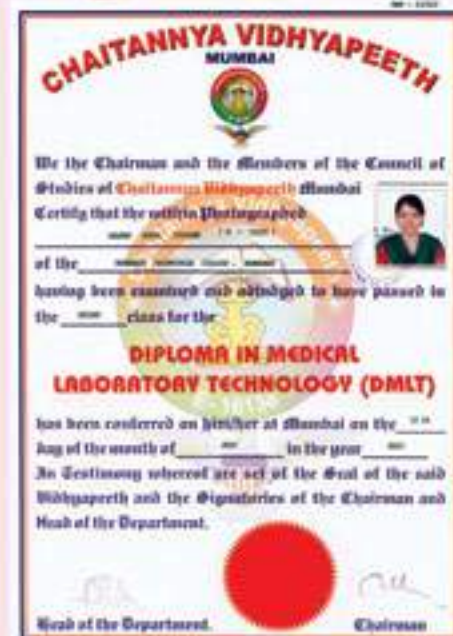 CHAITANNYA VIDHYAPEETH
MUMBAI
We the Chairman and the Members of the Council of
Studies of Chaitannya Vidhyapeeth Mumbai
Certify that the within Photographed
of the
having been examined and adjudged to have passed in
the class for the
DIPLOMA IN MEDICAL
LABORATORY TECHNOLOGY (DMLT)
has been conferred on him/her at Mumbai on the
day of the month of in the year
In Testimony whereof are set of the Seal of the said
Vidhyapeeth and the Signatories of the Chairman and
Head of the Department.
Head of the Department. Chairman